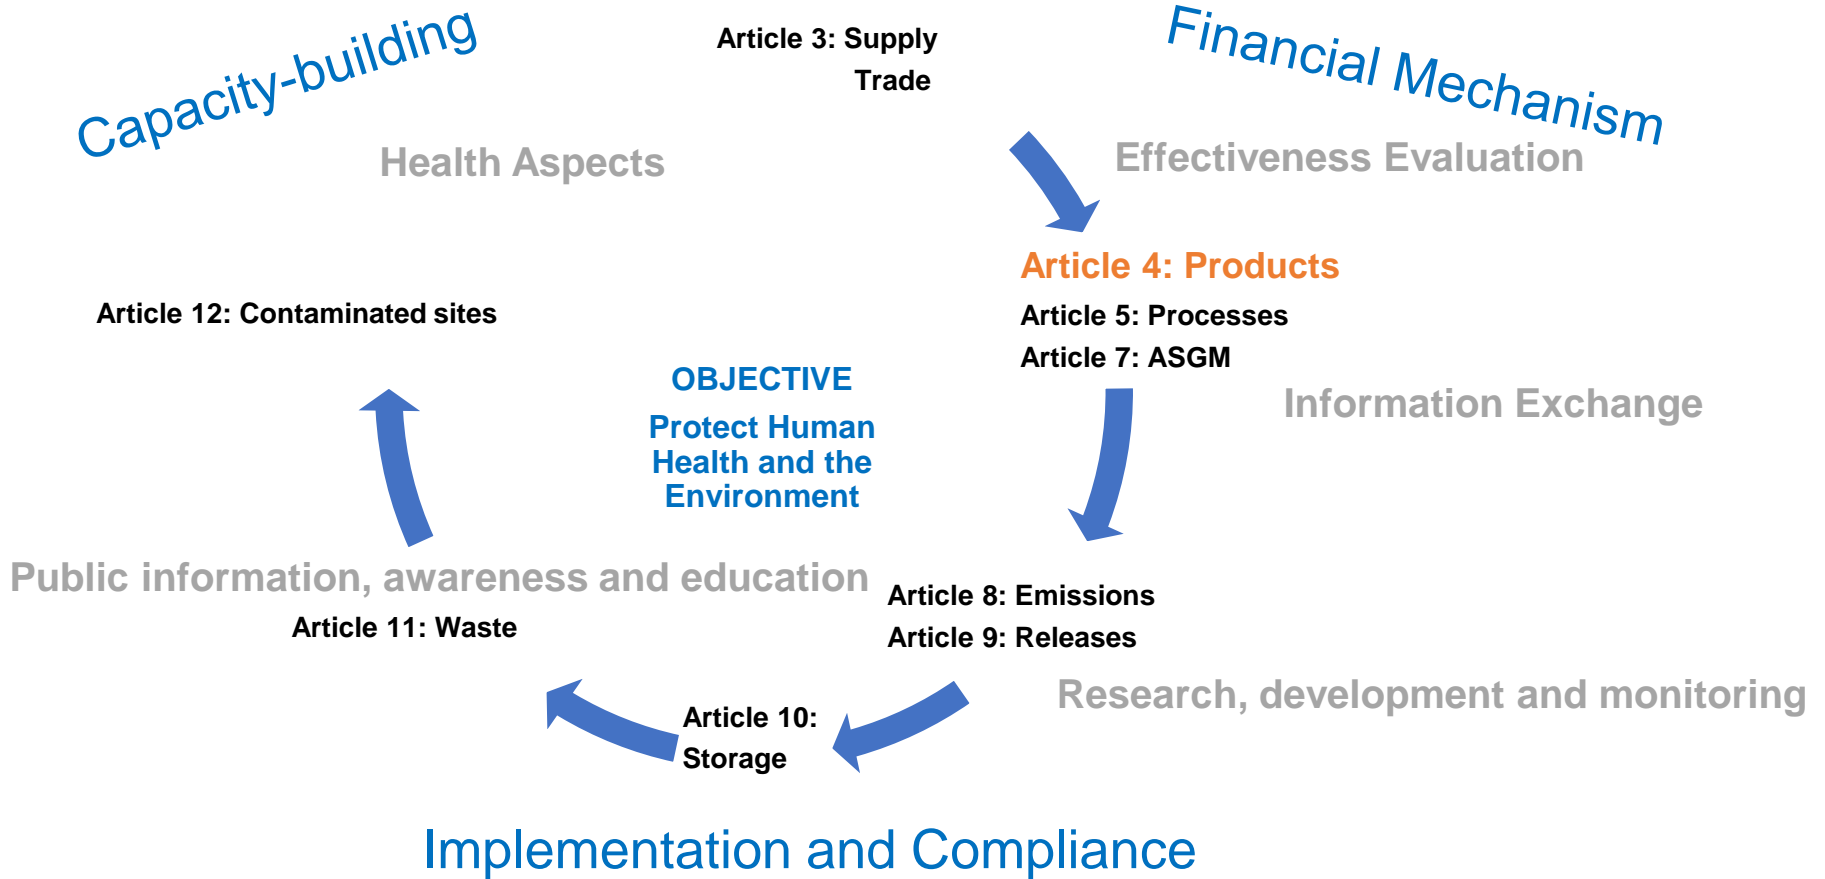 Capacity-building
Article 3: Supply
Trade
Financial Mechanism
Health Aspects
Effectiveness Evaluation
Article 4: Products
Article 12: Contaminated sites
Article 5: Processes
Article 7: ASGM
OBJECTIVE
Protect Human
Health and the
Environment
Information Exchange
Public information, awareness and education
Article 8: Emissions
Article 11: Waste
Article 9: Releases
Research, development and monitoring
Article 10:
Storage
Implementation and Compliance